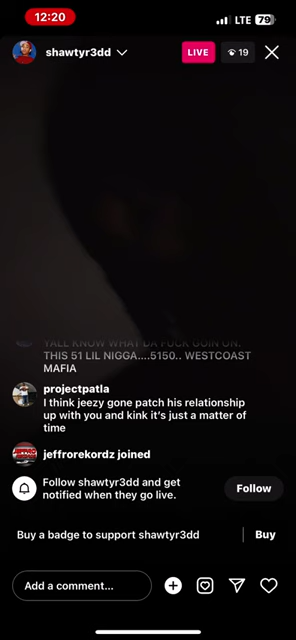 12:20
LTE 79
shawtyr3dd
LIVE
19
YALL KNOW WHAT DA FUCK GOIN ON.
THIS 51 LIL NIGGA....5150.. WESTCOAST
MAFIA
projectpatla
I think jeezy gone patch his relationship
up with you and kink it's just a matter of
time
jeffrorekordz joined
Follow shawtyr3dd and get
notified when they go live.
Follow
Buy a badge to support shawtyr3dd
Buy
Add a comment...